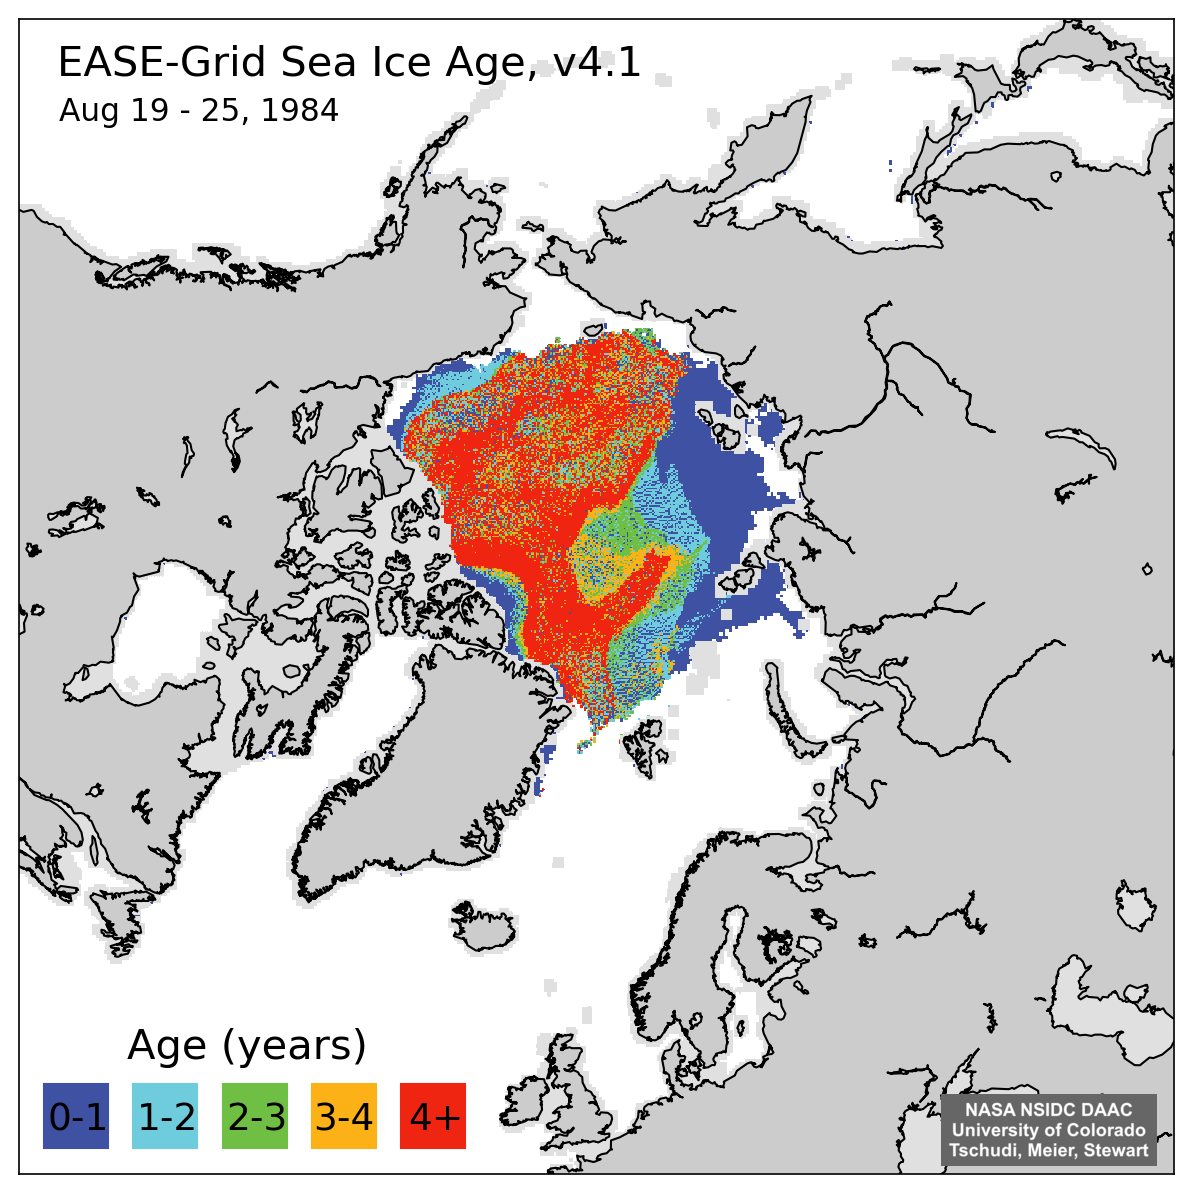 EASE-Grid Sea Ice Age, v4.1
Aug 19 - 25, 1984
Age (years)
0-1 1-2 2-3 3-4 4+
NASA NSIDC DAAC
University of Colorado
Tschudi, Meier, Stewart